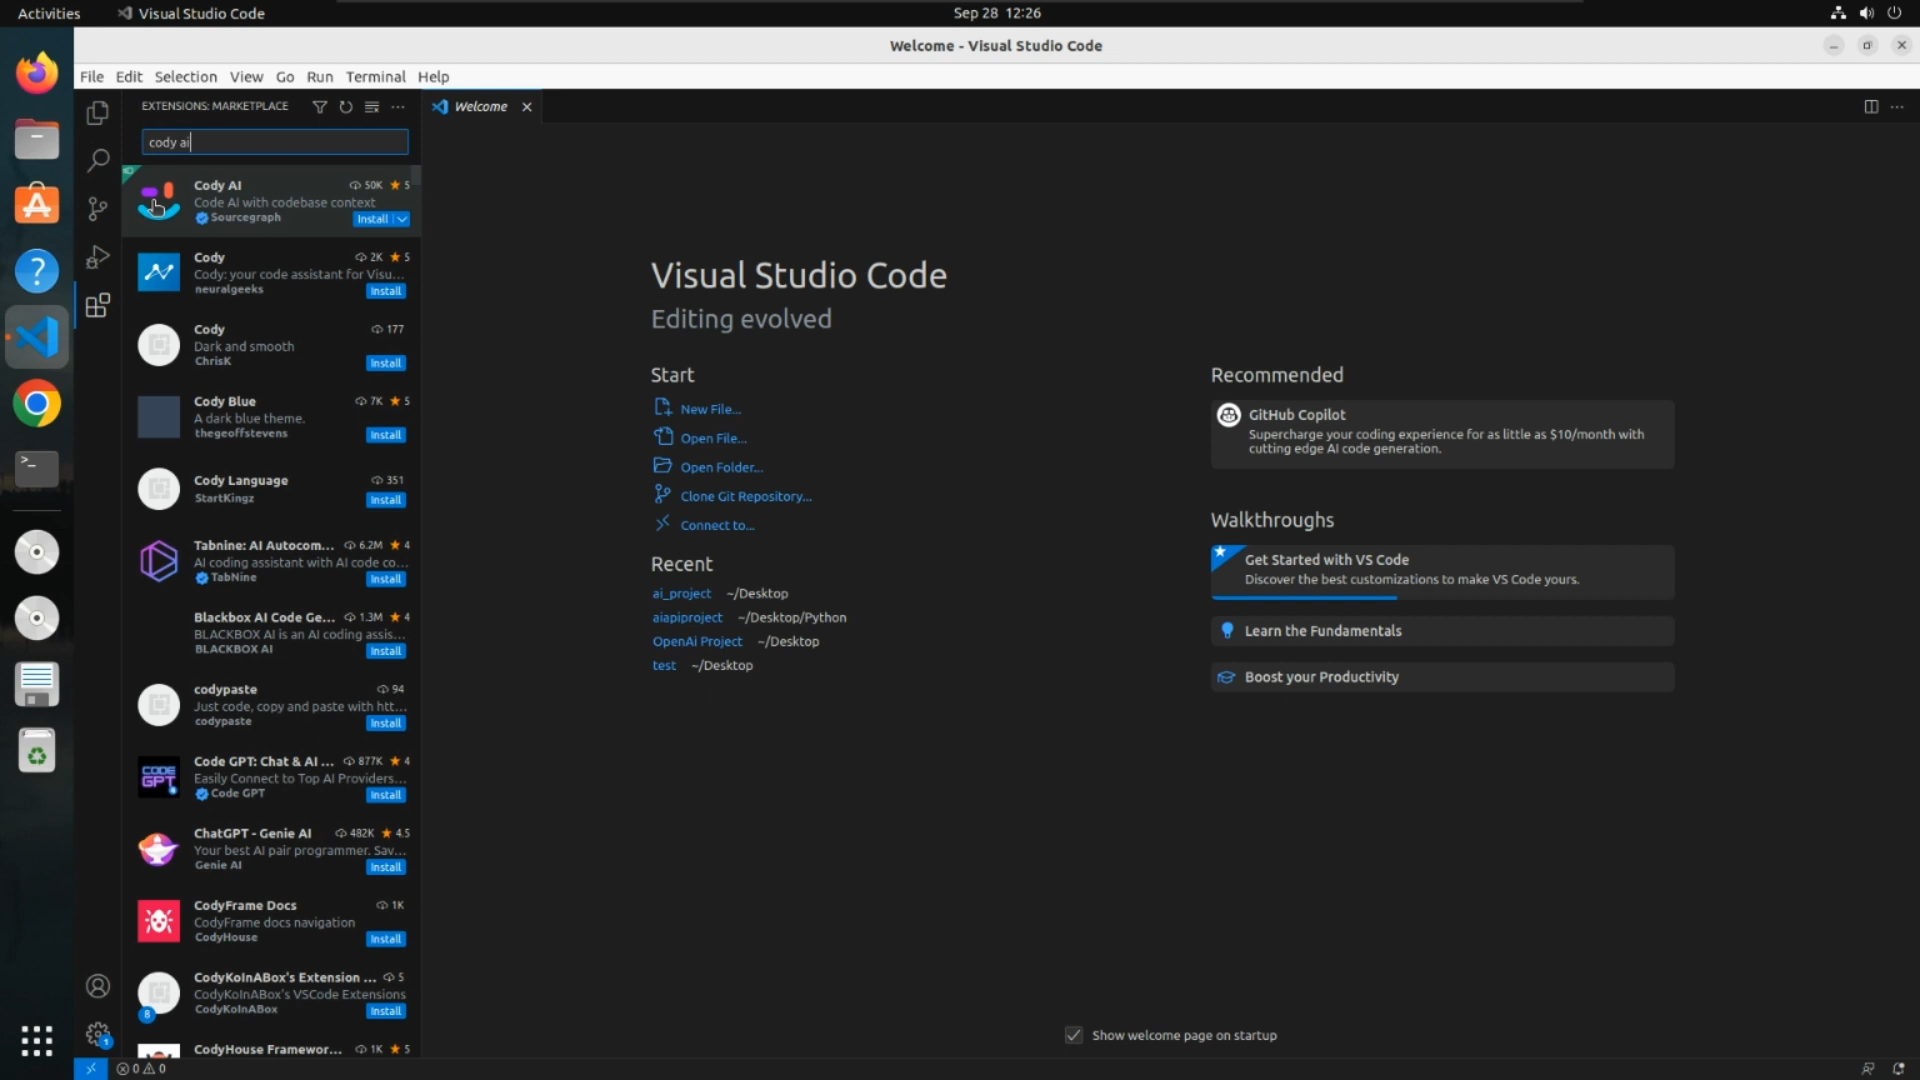 Activities
Visual Studio Code
Sep 28 12:26
Welcome - Visual Studio Code
File Edit Selection View Go Run Terminal Help
EXTENSIONS: MARKETPLACE
Welcome
cody ai
Cody AI 50K 5
Code AI with codebase context
Sourcegraph Install
Cody 2K 5
Cody: your code assistant for Visu...
neuralgeeks Install
Cody 177
Dark and smooth
ChrisK Install
Cody Blue 7K 5
A dark blue theme.
thegeoffstevens Install
Cody Language 351
StartKingz Install
Tabnine: AI Autocom... 6.2M 4
AI coding assistant with AI code co...
TabNine Install
Blackbox AI Code Ge... 1.3M 4
BLACKBOX AI is an AI coding assis...
BLACKBOX AI Install
codypaste 94
Just code, copy and paste with htt...
codypaste Install
CODE GPT
Code GPT: Chat & AI ... 877K 4
Easily Connect to Top AI Providers...
Code GPT Install
ChatGPT - Genie AI 482K 4.5
Your best AI pair programmer. Sav...
Genie AI Install
CodyFrame Docs 1K
CodyFrame docs navigation
CodyHouse Install
CodyKoInABox's Extension ... 5
CodyKoInABox's VSCode Extensions
CodyKoInABox Install
8
CodyHouse Framewor... 1K 5
1
0 0
Visual Studio Code
Editing evolved
Start
New File...
Open File...
Open Folder...
Clone Git Repository...
Connect to...
Recent
ai_project ~/Desktop
aiapiproject ~/Desktop/Python
OpenAi Project ~/Desktop
test ~/Desktop
Recommended
GitHub Copilot
Supercharge your coding experience for as little as $10/month with
cutting edge AI code generation.
Walkthroughs
Get Started with VS Code
Discover the best customizations to make VS Code yours.
Learn the Fundamentals
Boost your Productivity
Show welcome page on startup